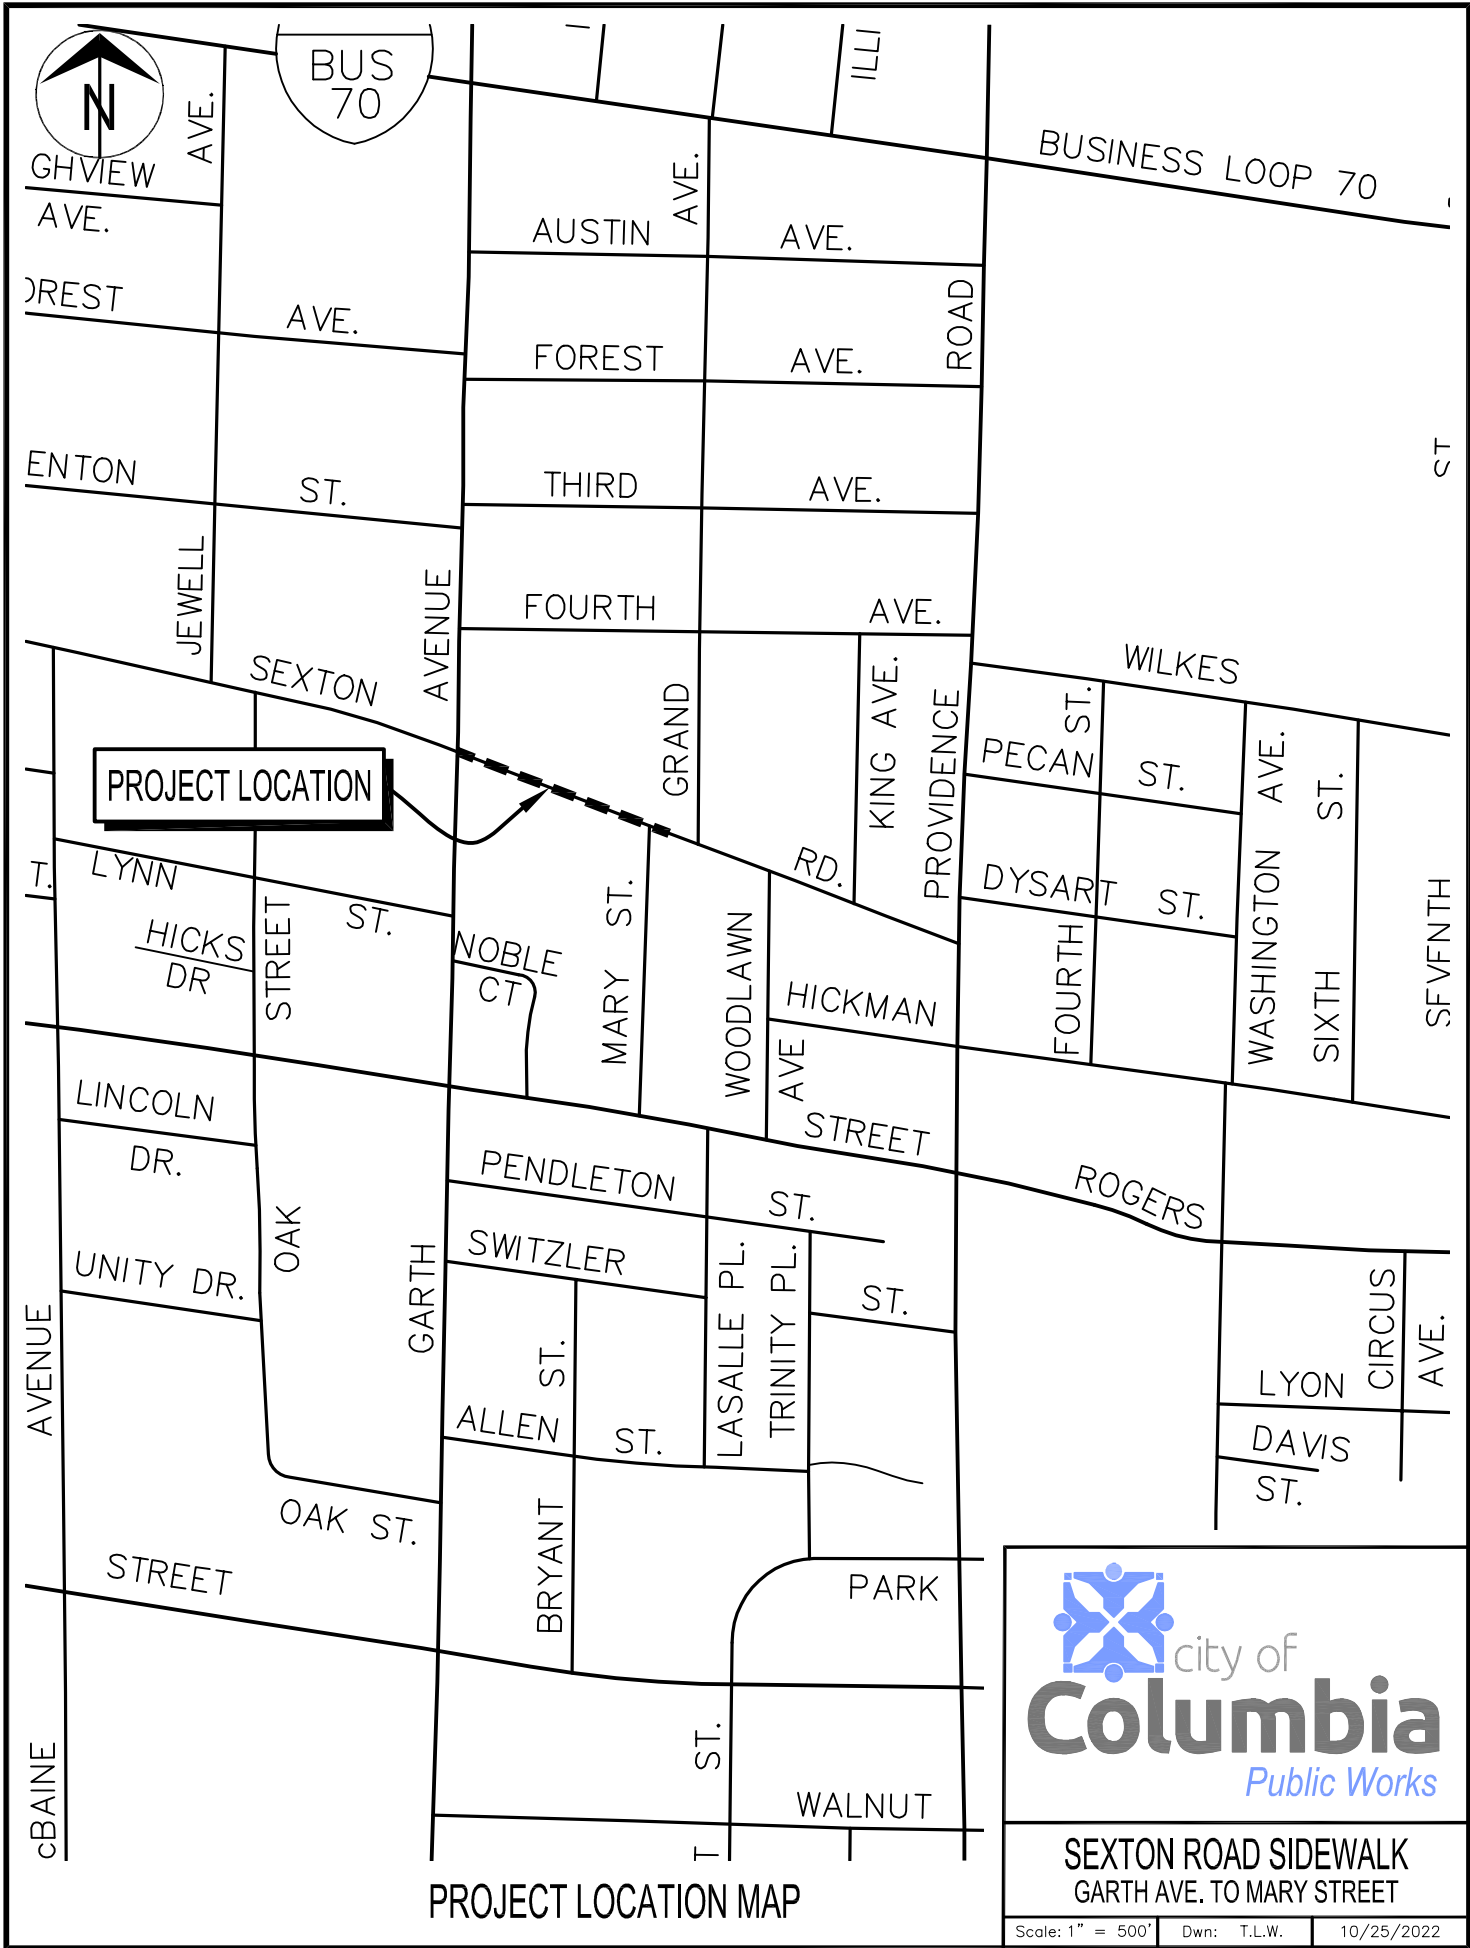 BUS
70
N
AVE.
ILLI
BUSINESS LOOP 70
GHVIEW
AVE.
AVE.
AUSTIN AVE.
OREST AVE.
ROAD
FOREST AVE.
ENTON ST.
THIRD AVE.
ST
JEWELL
AVENUE
FOURTH AVE.
SEXTON
RD.
GRAND
KING AVE.
PROVIDENCE
WILKES
ST.
PECAN ST.
AVE.
ST.
PROJECT LOCATION
LYNN ST.
T.
DYSART ST.
HICKS
DR
STREET
NOBLE
CT
MARY ST.
WOODLAWN
AVE
HICKMAN
FOURTH
WASHINGTON
SIXTH
SEVENTH
LINCOLN
DR.
STREET
PENDLETON ST.
ROGERS
OAK
UNITY DR.
GARTH
SWITZLER ST.
LASALLE PL.
TRINITY PL.
CIRCUS
AVE.
AVENUE
ST.
ALLEN ST.
LYON
DAVIS
ST.
OAK ST.
BRYANT
STREET
PARK
cBAINE
ST.
T
WALNUT
city of
Columbia
Public Works
SEXTON ROAD SIDEWALK
GARTH AVE. TO MARY STREET
PROJECT LOCATION MAP
Scale: 1" = 500' Dwn: T.L.W. 10/25/2022